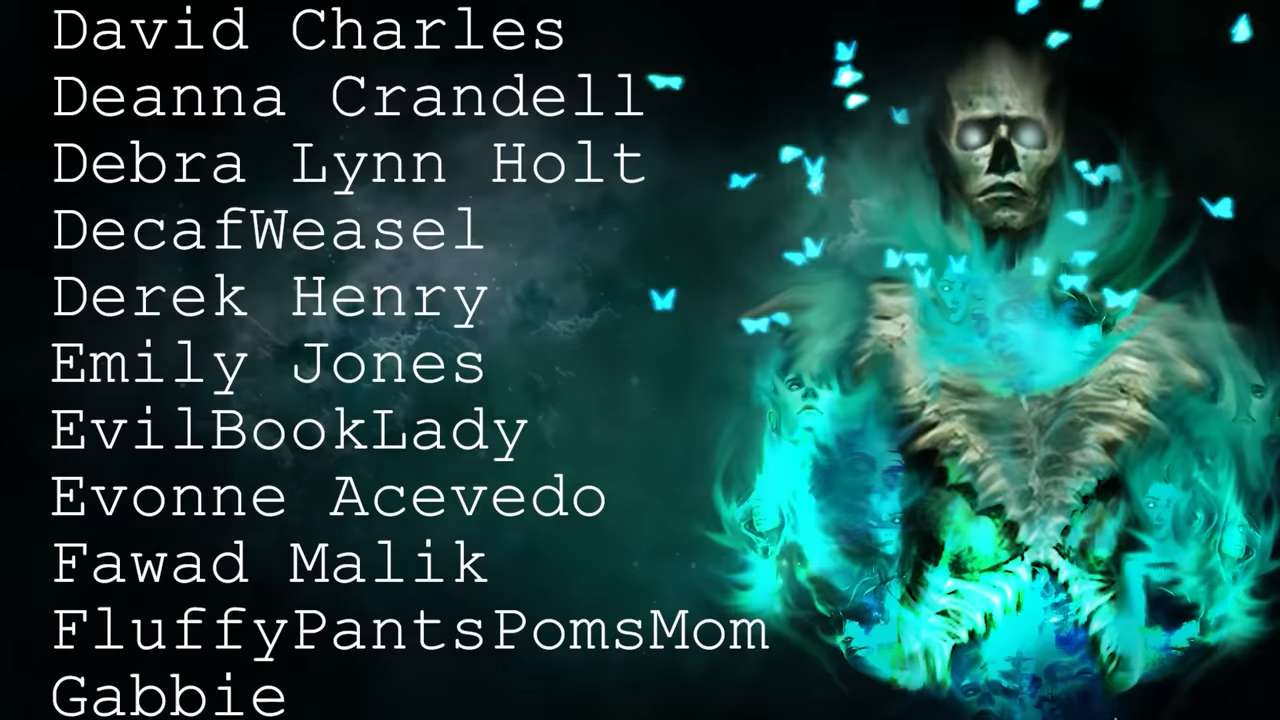 David Charles
Deanna Crandell
Debra Lynn Holt
DecafWeasel
Derek Henry
Emily Jones
EvilBookLady
Evonne Acevedo
Fawad Malik
FluffyPantsPomsMom
Gabbie